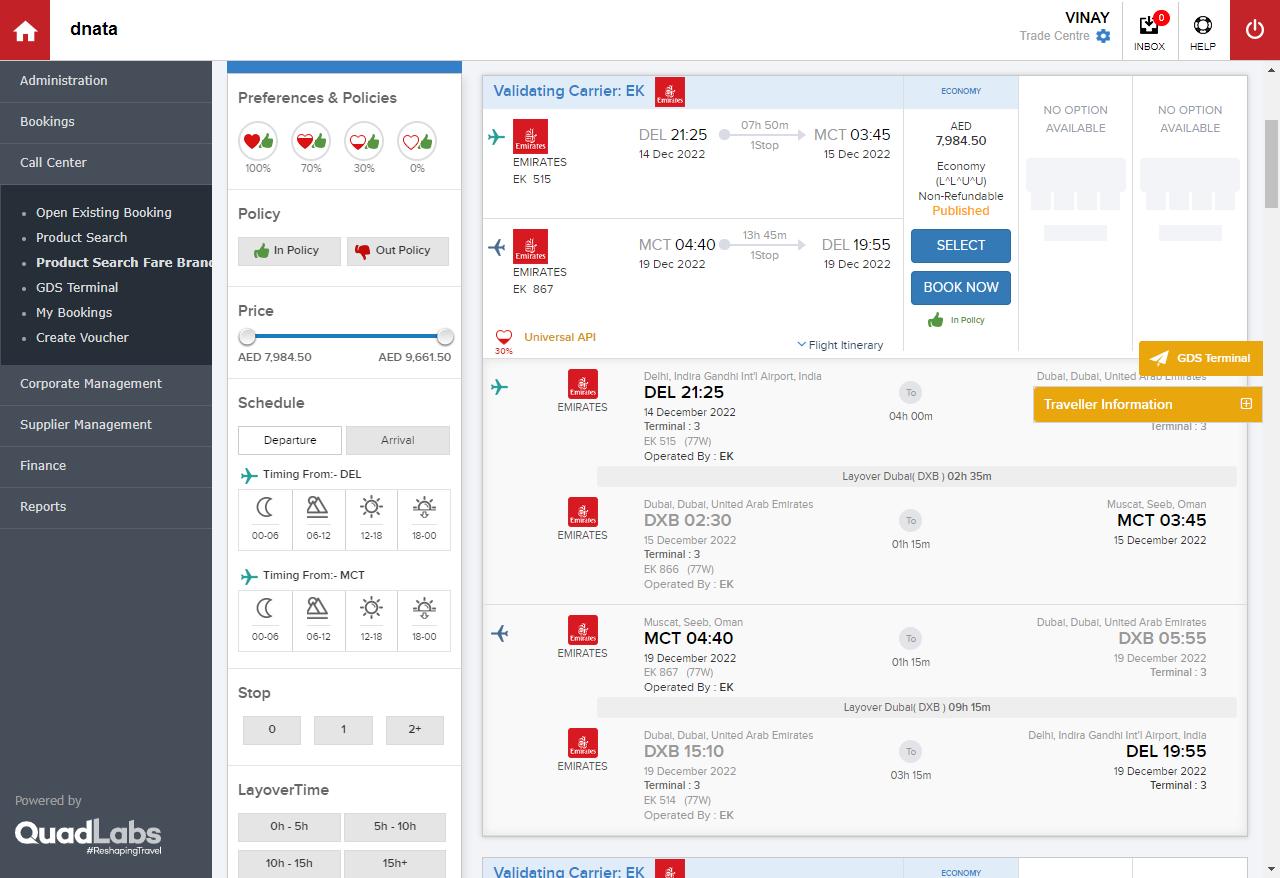 dnata
VINAY
Trade Centre
0
INBOX
HELP
Administration
Bookings
Call Center
Open Existing Booking
Product Search
Product Search Fare Bran
GDS Terminal
My Bookings
Create Voucher
Corporate Management
Supplier Management
Finance
Reports
Powered by
QuadLabs
#ReshapingTravel
Preferences & Policies
100% 70% 30% 0%
Policy
In Policy Out Policy
Price
AED 7,984.50 AED 9,661.50
Schedule
Departure Arrival
Timing From:- DEL
00-06 06-12 12-18 18-00
Timing From:- MCT
00-06 06-12 12-18 18-00
Stop
0 1 2+
LayoverTime
0h - 5h 5h - 10h
10h - 15h 15h+
Validating Carrier: EK Emirates
ECONOMY
Emirates
EMIRATES
EK 515
DEL 21:25
14 Dec 2022
07h 50m
1Stop
MCT 03:45
15 Dec 2022
Emirates
EMIRATES
EK 867
MCT 04:40
19 Dec 2022
13h 45m
1Stop
DEL 19:55
19 Dec 2022
30%
Universal API
Flight Itinerary
AED
7,984.50
Economy
(L^L^U^U)
Non-Refundable
Published
SELECT
BOOK NOW
In Policy
NO OPTION
AVAILABLE
NO OPTION
AVAILABLE
GDS Terminal
Traveller Information
Emirates
EMIRATES
Delhi, Indira Gandhi Int'l Airport, India
DEL 21:25
14 December 2022
Terminal : 3
EK 515 (77W)
Operated By : EK
To
04h 00m
Dubai, Dubai, United Arab Emirates
Terminal : 3
Layover Dubai( DXB ) 02h 35m
Emirates
EMIRATES
Dubai, Dubai, United Arab Emirates
DXB 02:30
15 December 2022
Terminal : 3
EK 866 (77W)
Operated By : EK
To
01h 15m
Muscat, Seeb, Oman
MCT 03:45
15 December 2022
Emirates
EMIRATES
Muscat, Seeb, Oman
MCT 04:40
19 December 2022
EK 867 (77W)
Operated By : EK
To
01h 15m
Dubai, Dubai, United Arab Emirates
DXB 05:55
19 December 2022
Terminal : 3
Layover Dubai( DXB ) 09h 15m
Emirates
EMIRATES
Dubai, Dubai, United Arab Emirates
DXB 15:10
19 December 2022
Terminal : 3
EK 514 (77W)
Operated By : EK
To
03h 15m
Delhi, Indira Gandhi Int'l Airport, India
DEL 19:55
19 December 2022
Terminal : 3
Validating Carrier: EK
ECONOMY